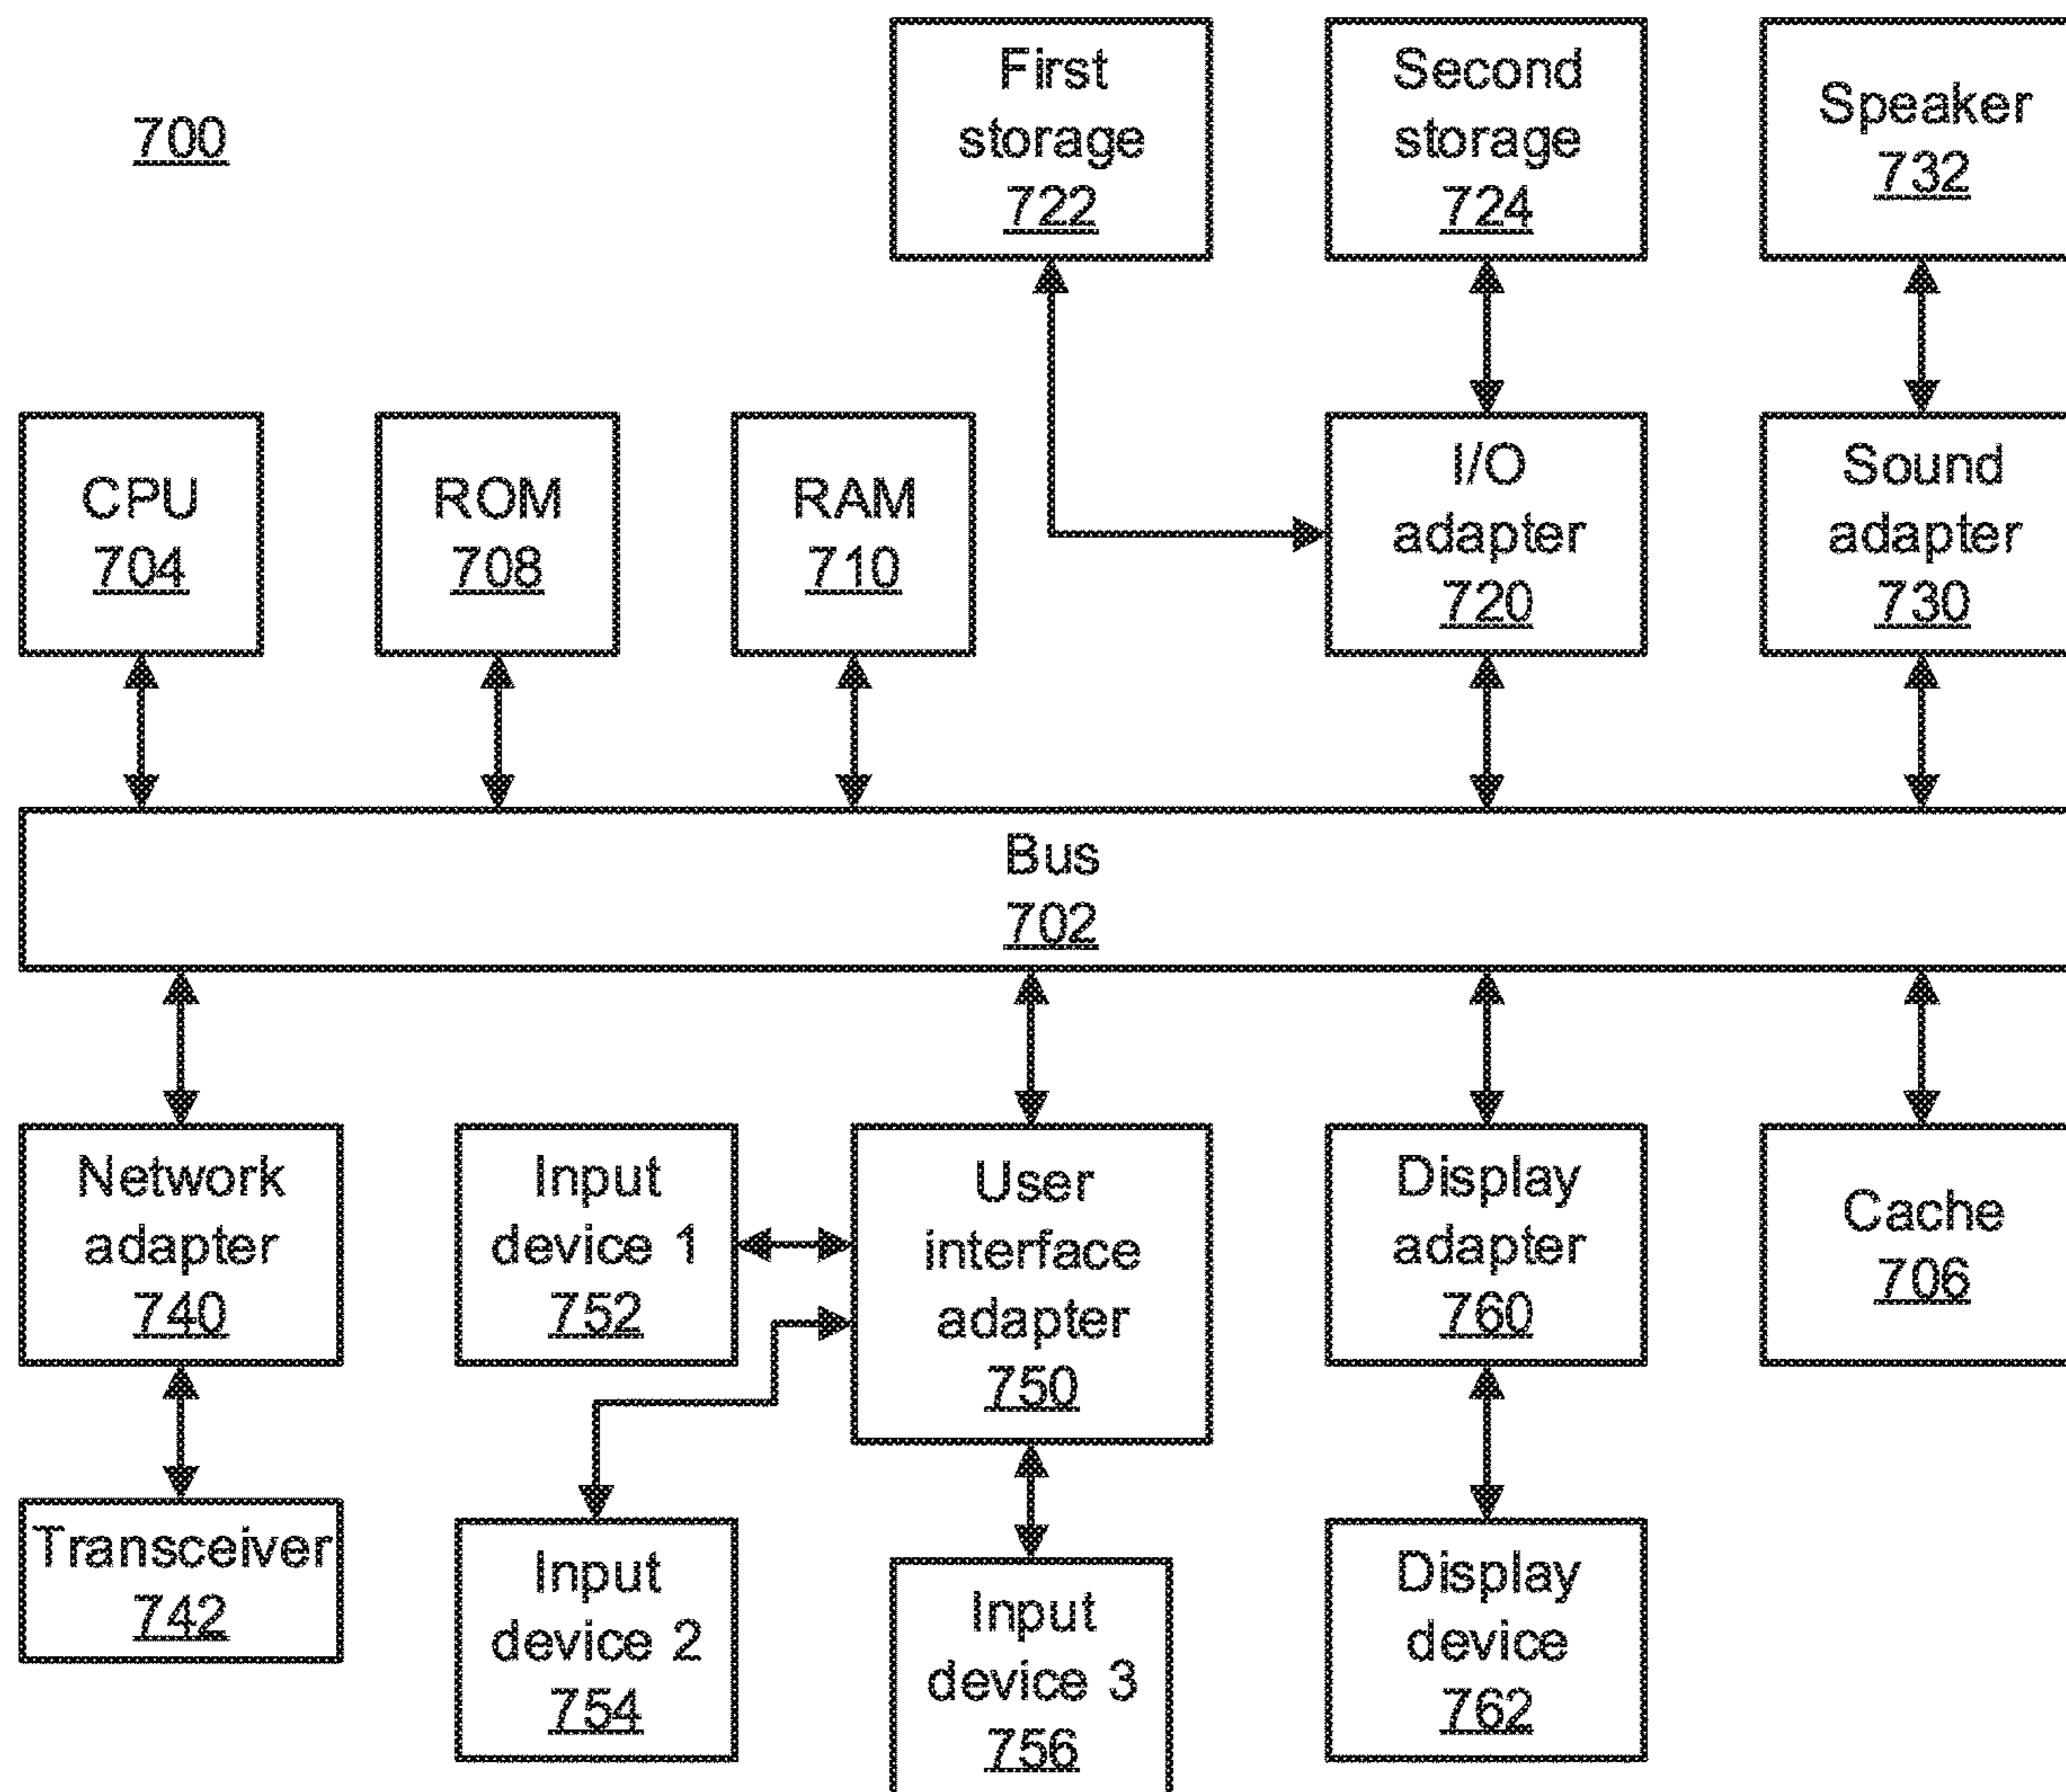 700
First
storage
722
Second
storage
724
Speaker
732
CPU
704
ROM
708
RAM
710
I/O
adapter
720
Sound
adapter
730
Bus
702
Network
adapter
740
Input
device 1
752
User
interface
adapter
750
Display
adapter
760
Cache
706
Transceiver
742
Input
device 2
754
Input
device 3
756
Display
device
762